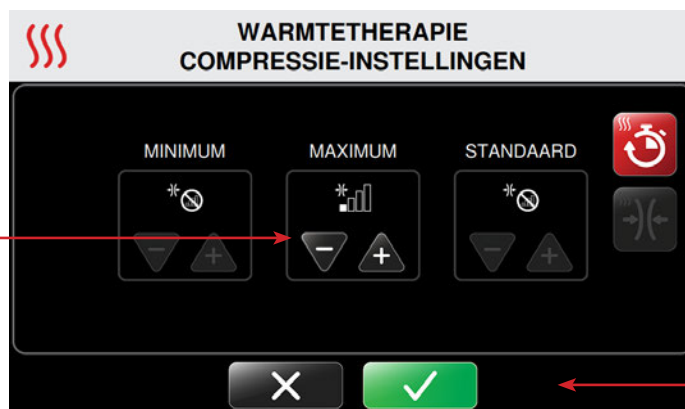 WARMTETHERAPIE
COMPRESSIE-INSTELLINGEN
MINIMUM MAXIMUM STANDAARD